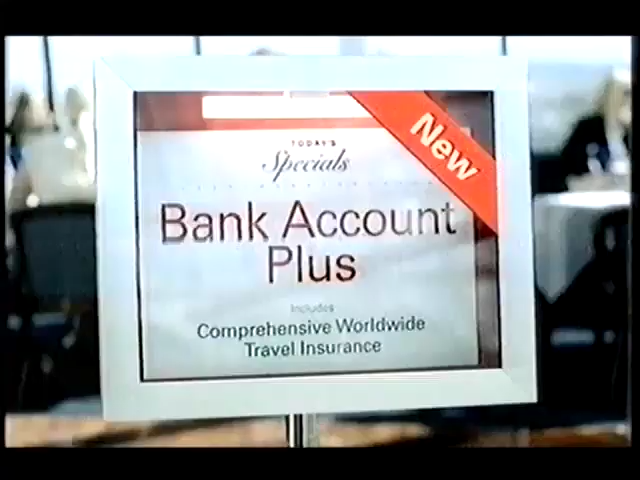 TODAY'S
Specials
New
Bank Account
Plus
Includes
Comprehensive Worldwide
Travel Insurance